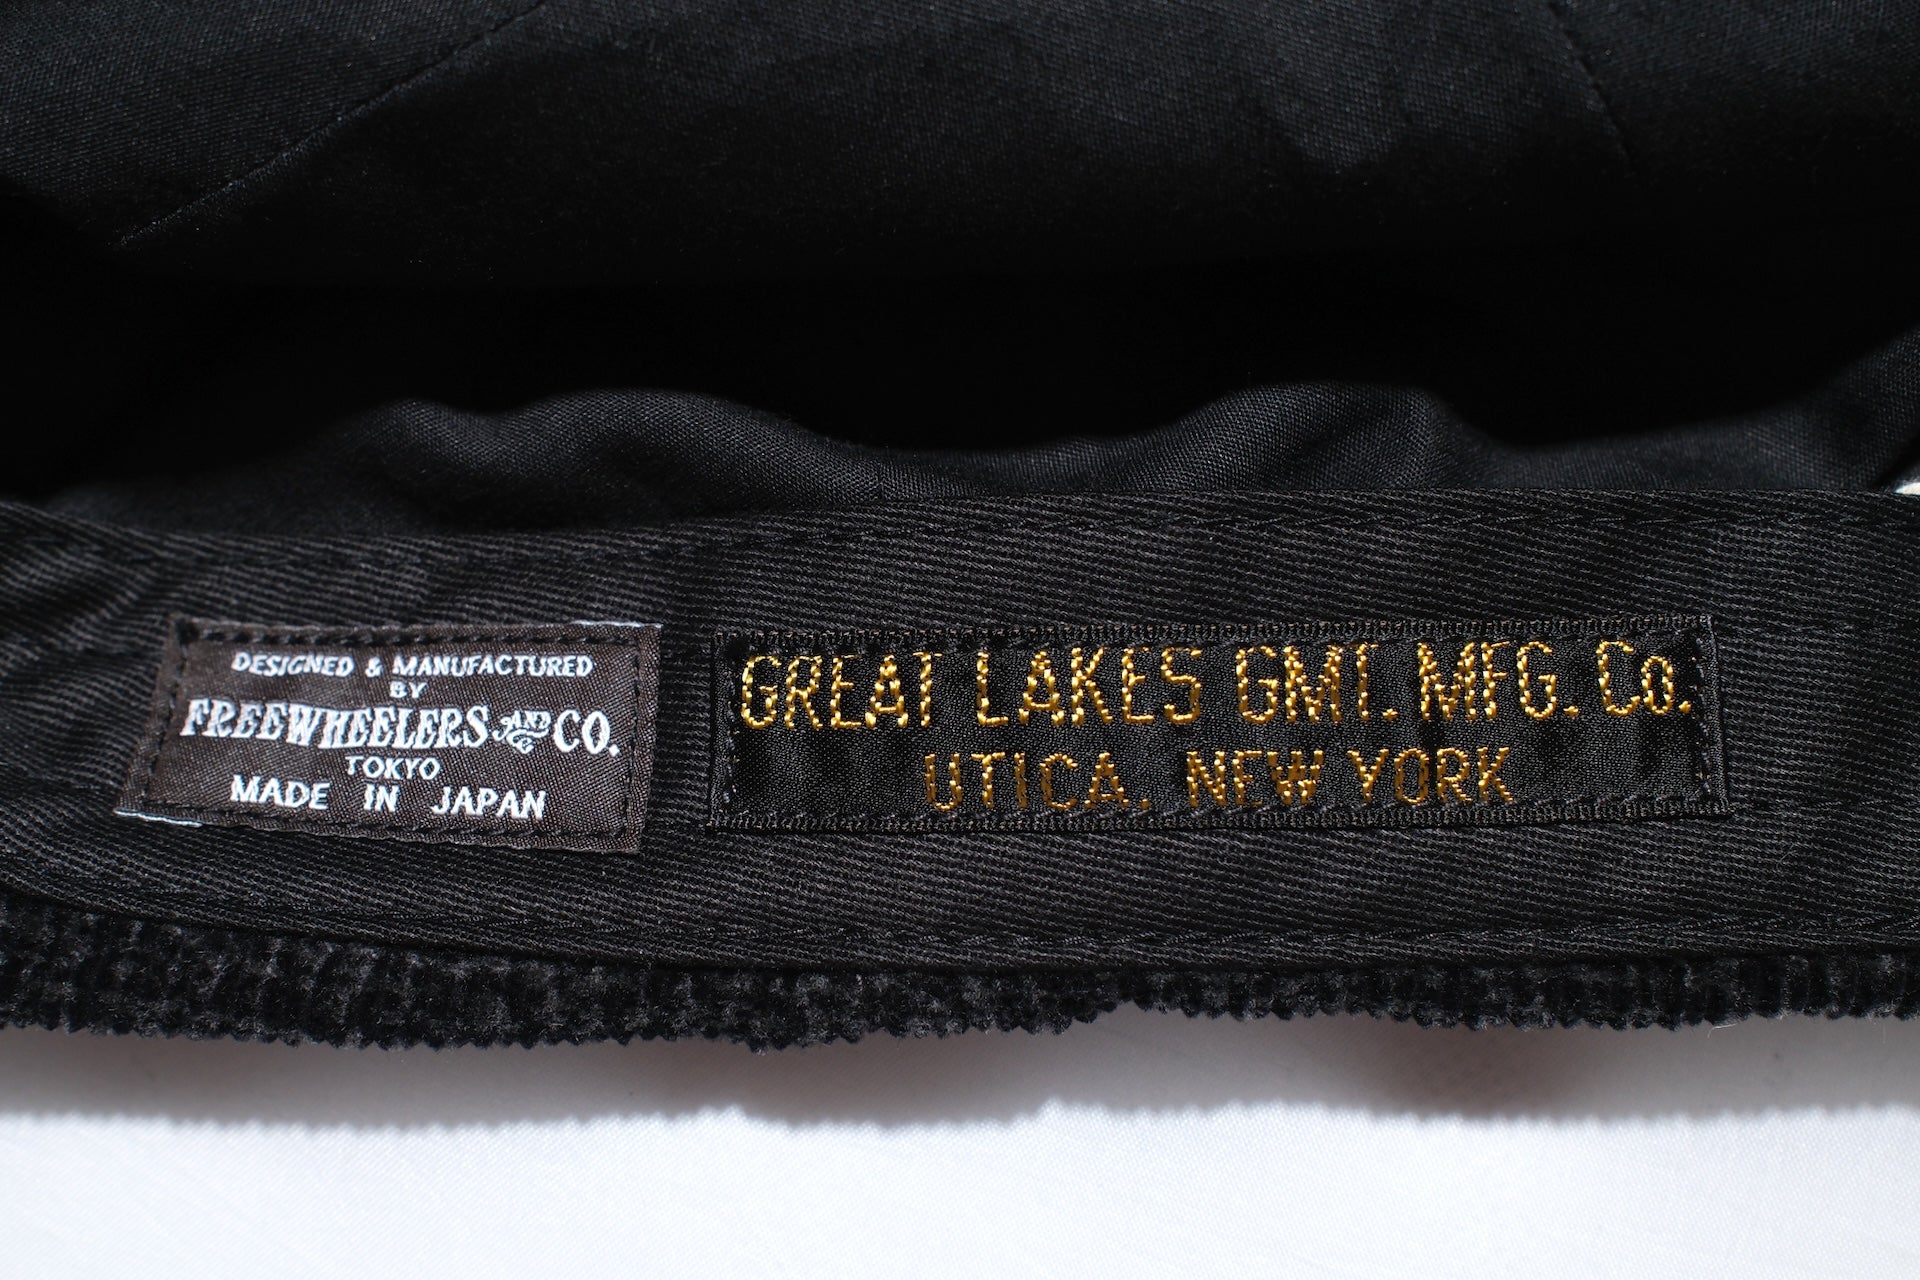 DESIGNED & MANUFACTURED
BY
FREEWHEELERS AND CO.
TOKYO
MADE IN JAPAN
GREAT LAKES GMT. MFG. Co.
UTICA, NEW YORK